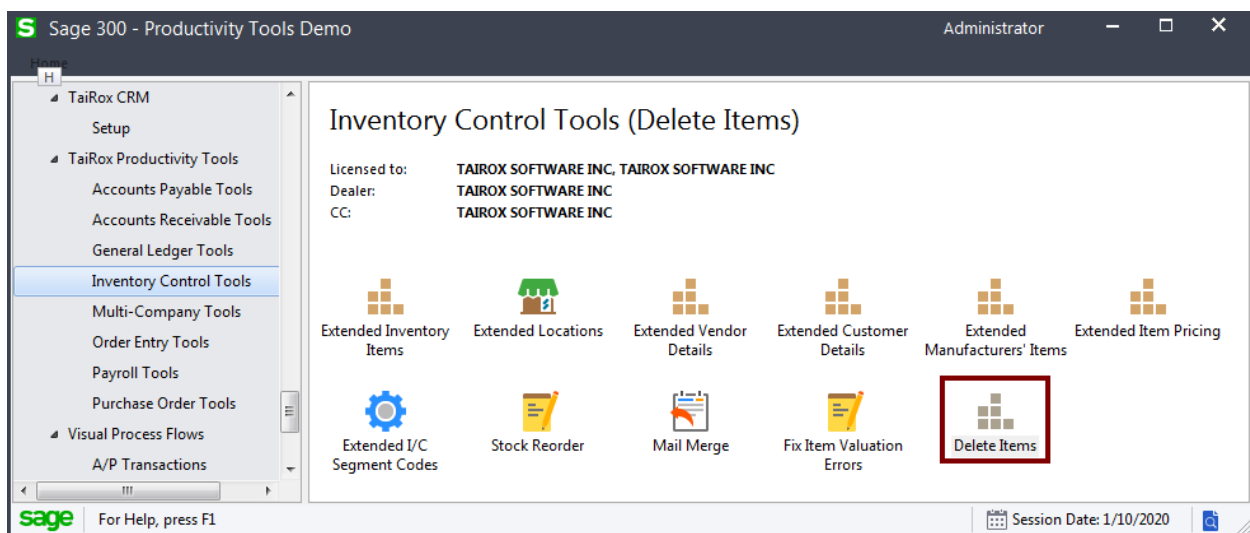 S Sage 300 - Productivity Tools Demo
Administrator
Home
H
TaiRox CRM
Setup
TaiRox Productivity Tools
Accounts Payable Tools
Accounts Receivable Tools
General Ledger Tools
Inventory Control Tools
Multi-Company Tools
Order Entry Tools
Payroll Tools
Purchase Order Tools
Visual Process Flows
A/P Transactions
Inventory Control Tools (Delete Items)
Licensed to: TAIROX SOFTWARE INC, TAIROX SOFTWARE INC
Dealer: TAIROX SOFTWARE INC
CC: TAIROX SOFTWARE INC
Extended Inventory
Items
Extended Locations
Extended Vendor
Details
Extended Customer
Details
Extended
Manufacturers' Items
Extended Item Pricing
Extended I/C
Segment Codes
Stock Reorder
Mail Merge
Fix Item Valuation
Errors
Delete Items
sage For Help, press F1
Session Date: 1/10/2020